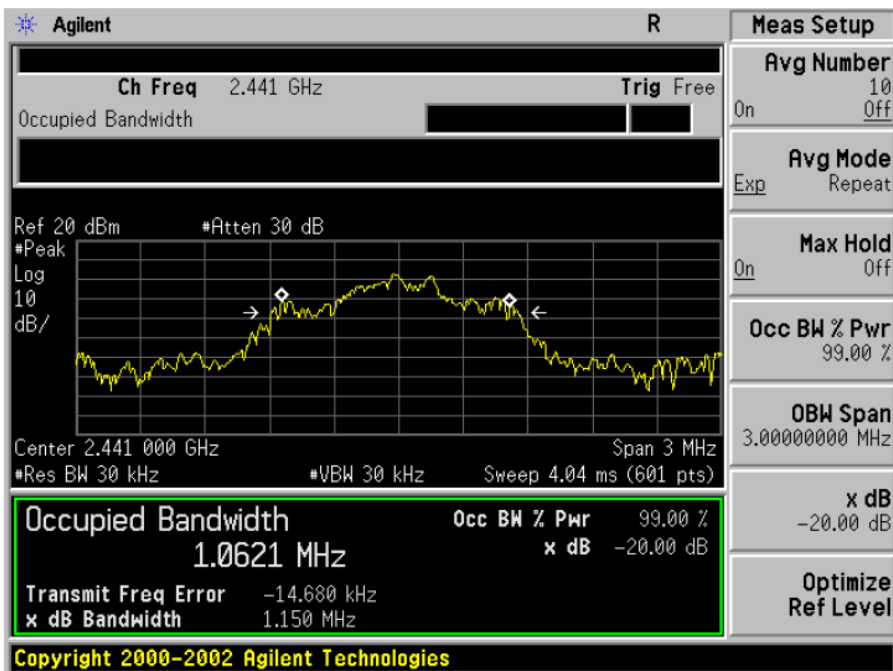 Agilent R
Ch Freq 2.441 GHz Trig Free
Occupied Bandwidth
Ref 20 dBm #Atten 30 dB
#Peak
Log
10
dB/
Center 2.441 000 GHz Span 3 MHz
#Res BW 30 kHz #VBW 30 kHz Sweep 4.04 ms (601 pts)
Occupied Bandwidth Occ BW % Pwr 99.00 %
1.0621 MHz x dB -20.00 dB
Transmit Freq Error -14.680 kHz
x dB Bandwidth 1.150 MHz
Copyright 2000-2002 Agilent Technologies
Meas Setup
Avg Number
10
On Off
Avg Mode
Exp Repeat
Max Hold
On Off
Occ BW % Pwr
99.00 %
OBW Span
3.00000000 MHz
x dB
-20.00 dB
Optimize
Ref Level